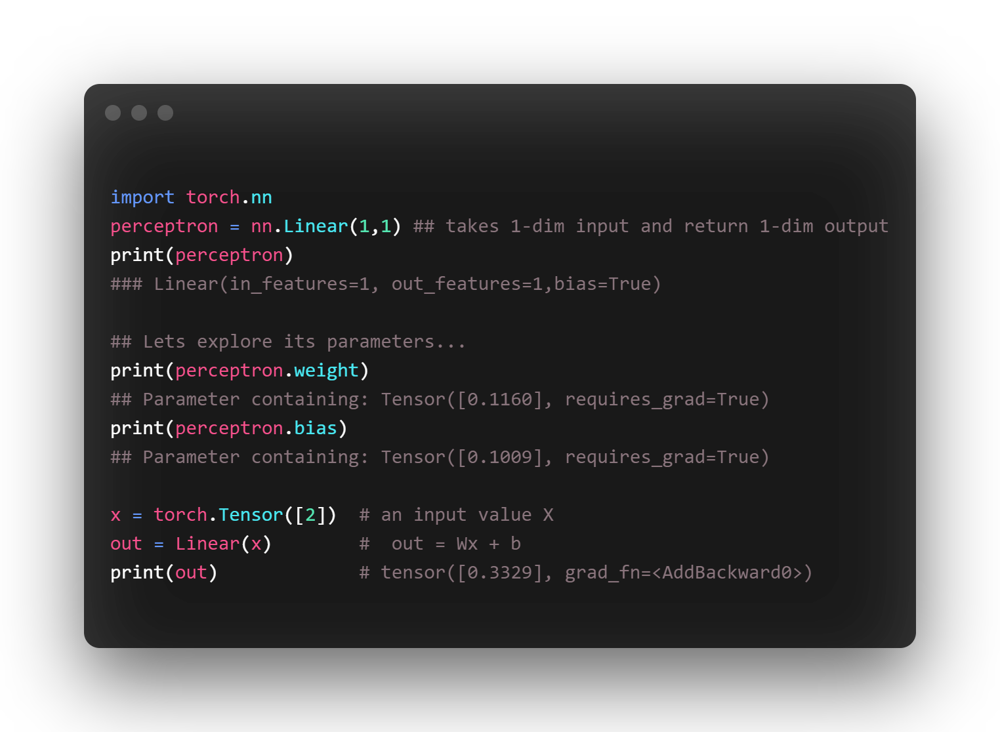 import torch.nn
perceptron = nn.Linear(1,1) ## takes 1-dim input and return 1-dim output
print(perceptron)
### Linear(in_features=1, out_features=1,bias=True)
## Lets explore its parameters...
print(perceptron.weight)
## Parameter containing: Tensor([0.1160], requires_grad=True)
print(perceptron.bias)
## Parameter containing: Tensor([0.1009], requires_grad=True)
x = torch.Tensor([2])  # an input value X
out = Linear(x)        #  out = Wx + b
print(out)             # tensor([0.3329], grad_fn=<AddBackward0>)